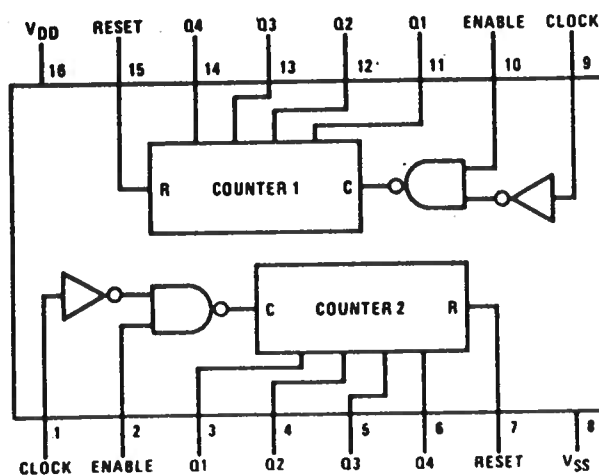 VDD RESET Q4 Q3 Q2 Q1 ENABLE CLOCK
16 15 14 13 12 11 10 9
R COUNTER 1 C
C COUNTER 2 R
1 2 3 4 5 6 7 8
CLOCK ENABLE Q1 Q2 Q3 Q4 RESET VSS